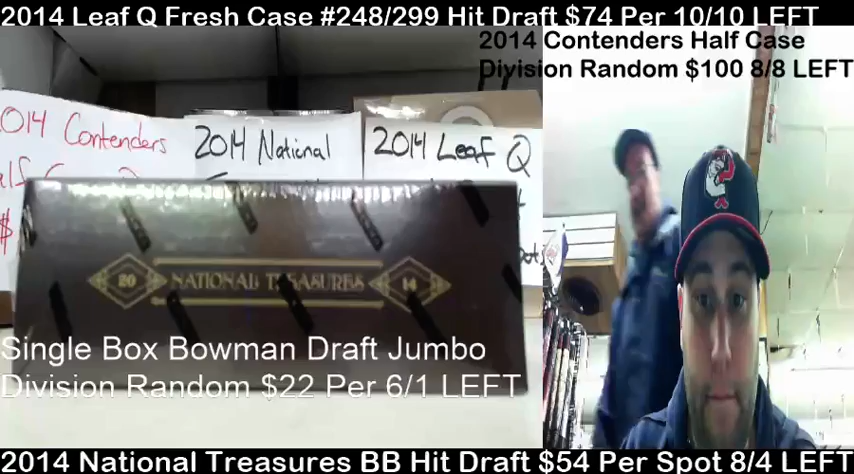 2014 Leaf Q Fresh Case #248/299 Hit Draft $74 Per 10/10 LEFT
2014 Contenders Half Case
Division Random $100 8/8 LEFT
2014 Contenders
2014 National
2014 Leaf Q
$
20 NATIONAL TREASURES 14
Single Box Bowman Draft Jumbo
Division Random $22 Per 6/1 LEFT
2014 National Treasures BB Hit Draft $54 Per Spot 8/4 LEFT